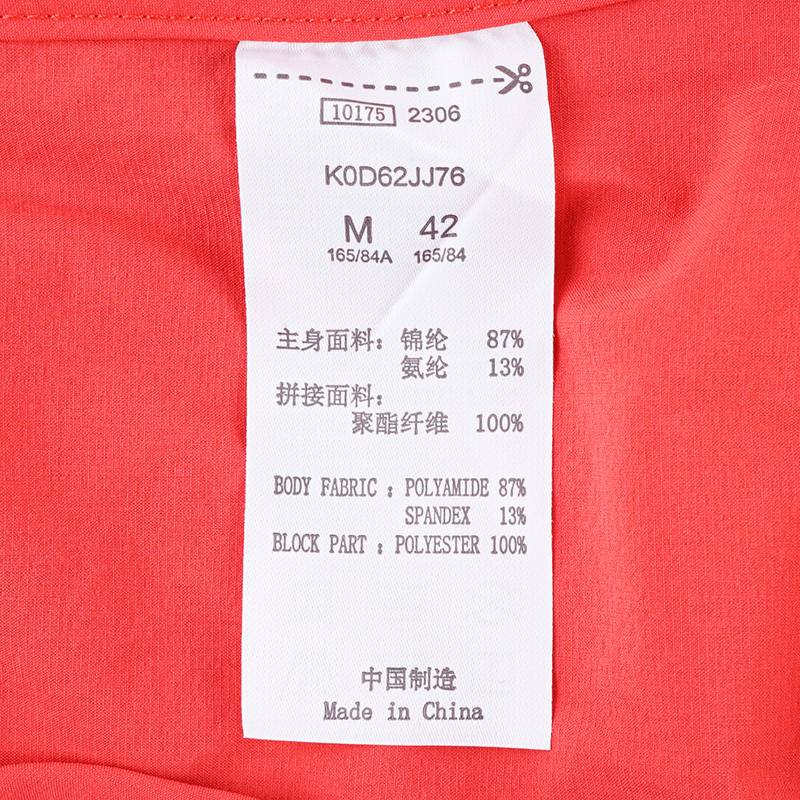 10175 2306
K0D62JJ76
M 42
165/84A 165/84
主身面料：锦纶 87%
氨纶 13%
拼接面料：
聚酯纤维 100%
BODY FABRIC : POLYAMIDE 87%
SPANDEX 13%
BLOCK PART : POLYESTER 100%
中国制造
Made in China